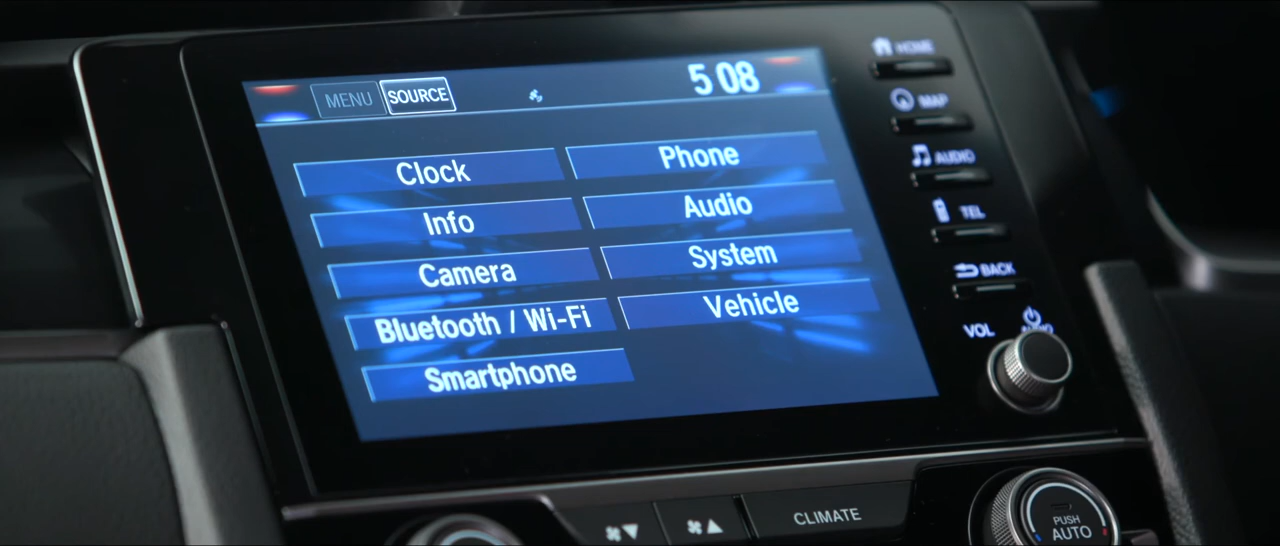 MENU SOURCE 5 08
HOME
MAP
AUDIO
TEL
BACK
VOL
Clock Phone
Info Audio
Camera System
Bluetooth / Wi-Fi Vehicle
Smartphone
CLIMATE
PUSH
AUTO